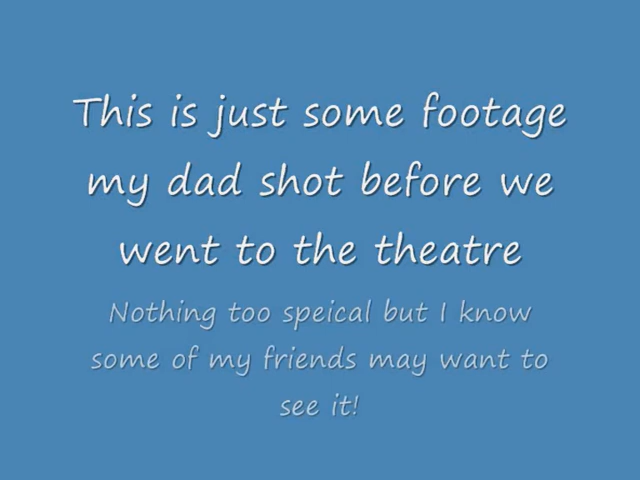 This is just some footage
my dad shot before we
went to the theatre
Nothing too speical but I know
some of my friends may want to
see it!